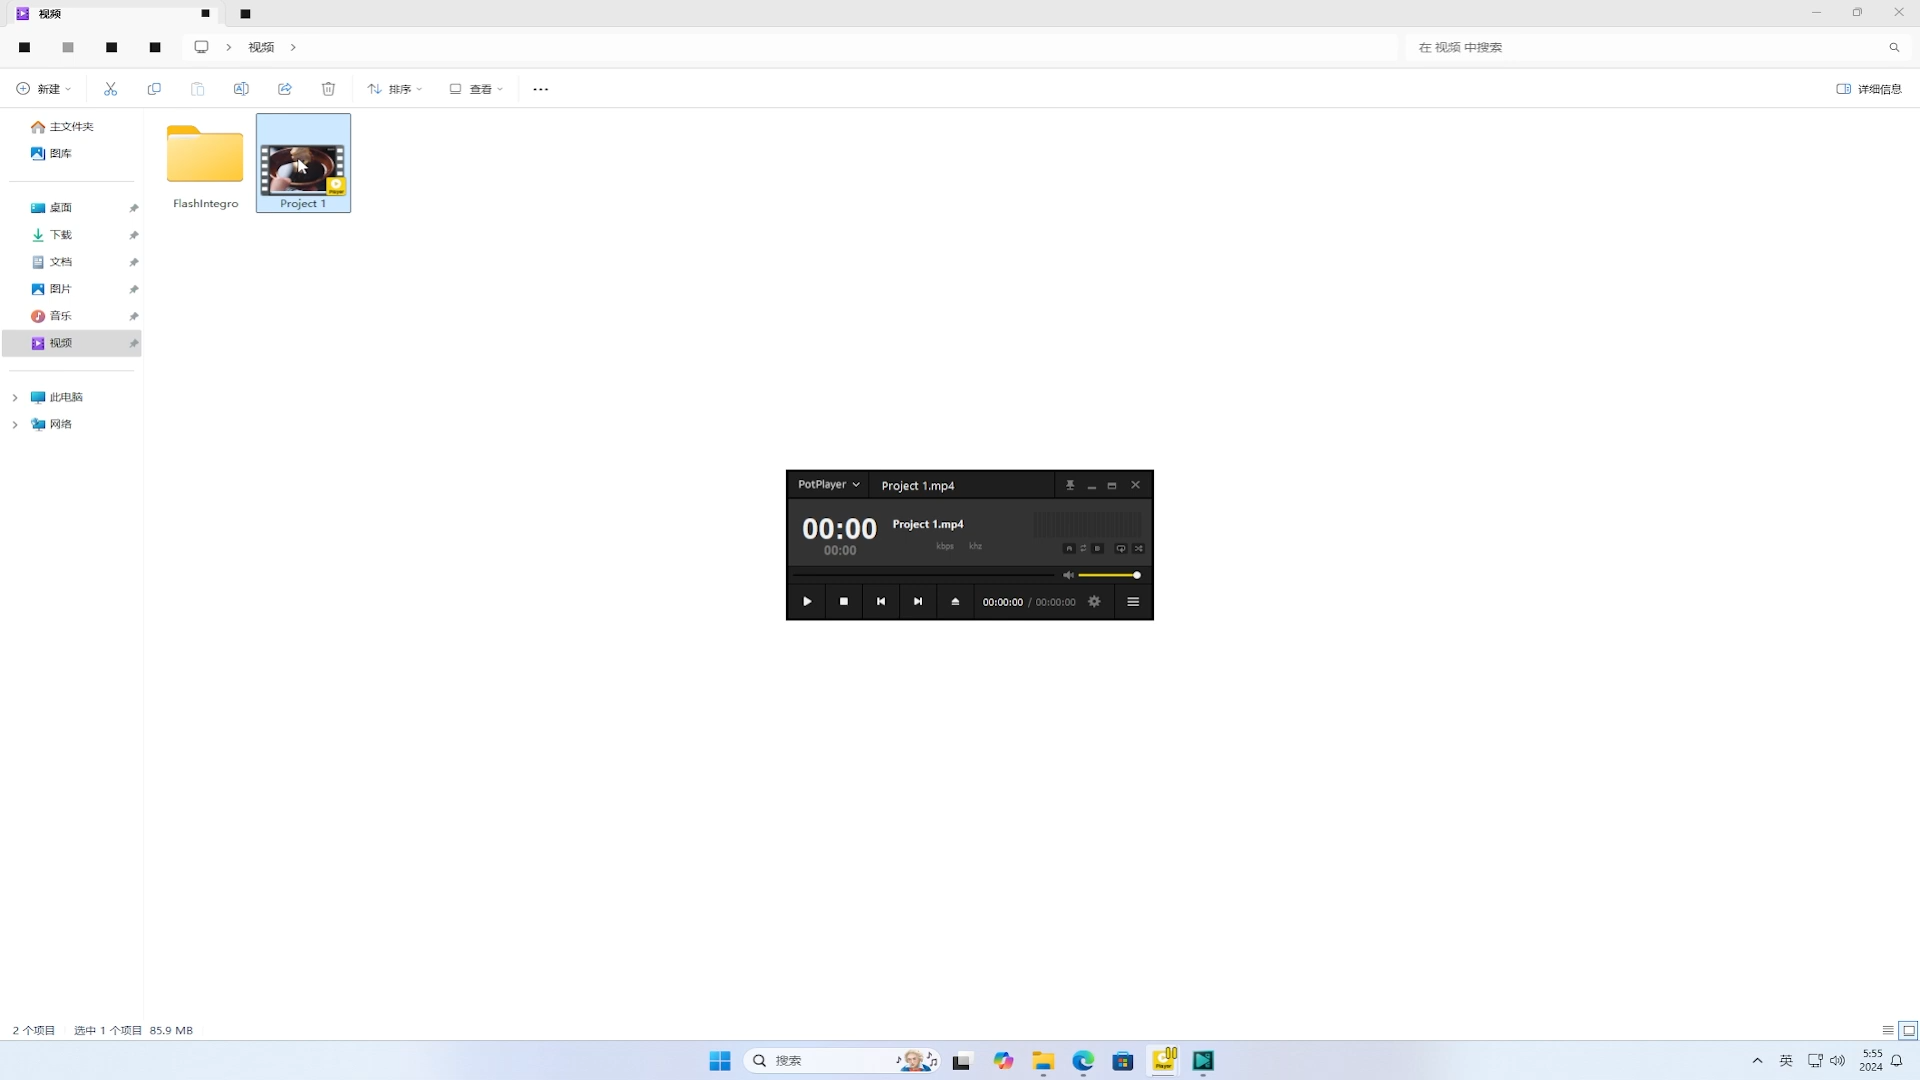 视频
视频
在 视频 中搜索
新建
排序
查看
详细信息
主文件夹
图库
桌面
下载
文档
图片
音乐
视频
此电脑
网络
FlashIntegro
Project 1
PotPlayer
Project 1.mp4
00:00
00:00
Project 1.mp4
kbps khz
A
B
00:00:00 / 00:00:00
2 个项目
选中 1 个项目 85.9 MB
搜索
Player
英
5:55
2024